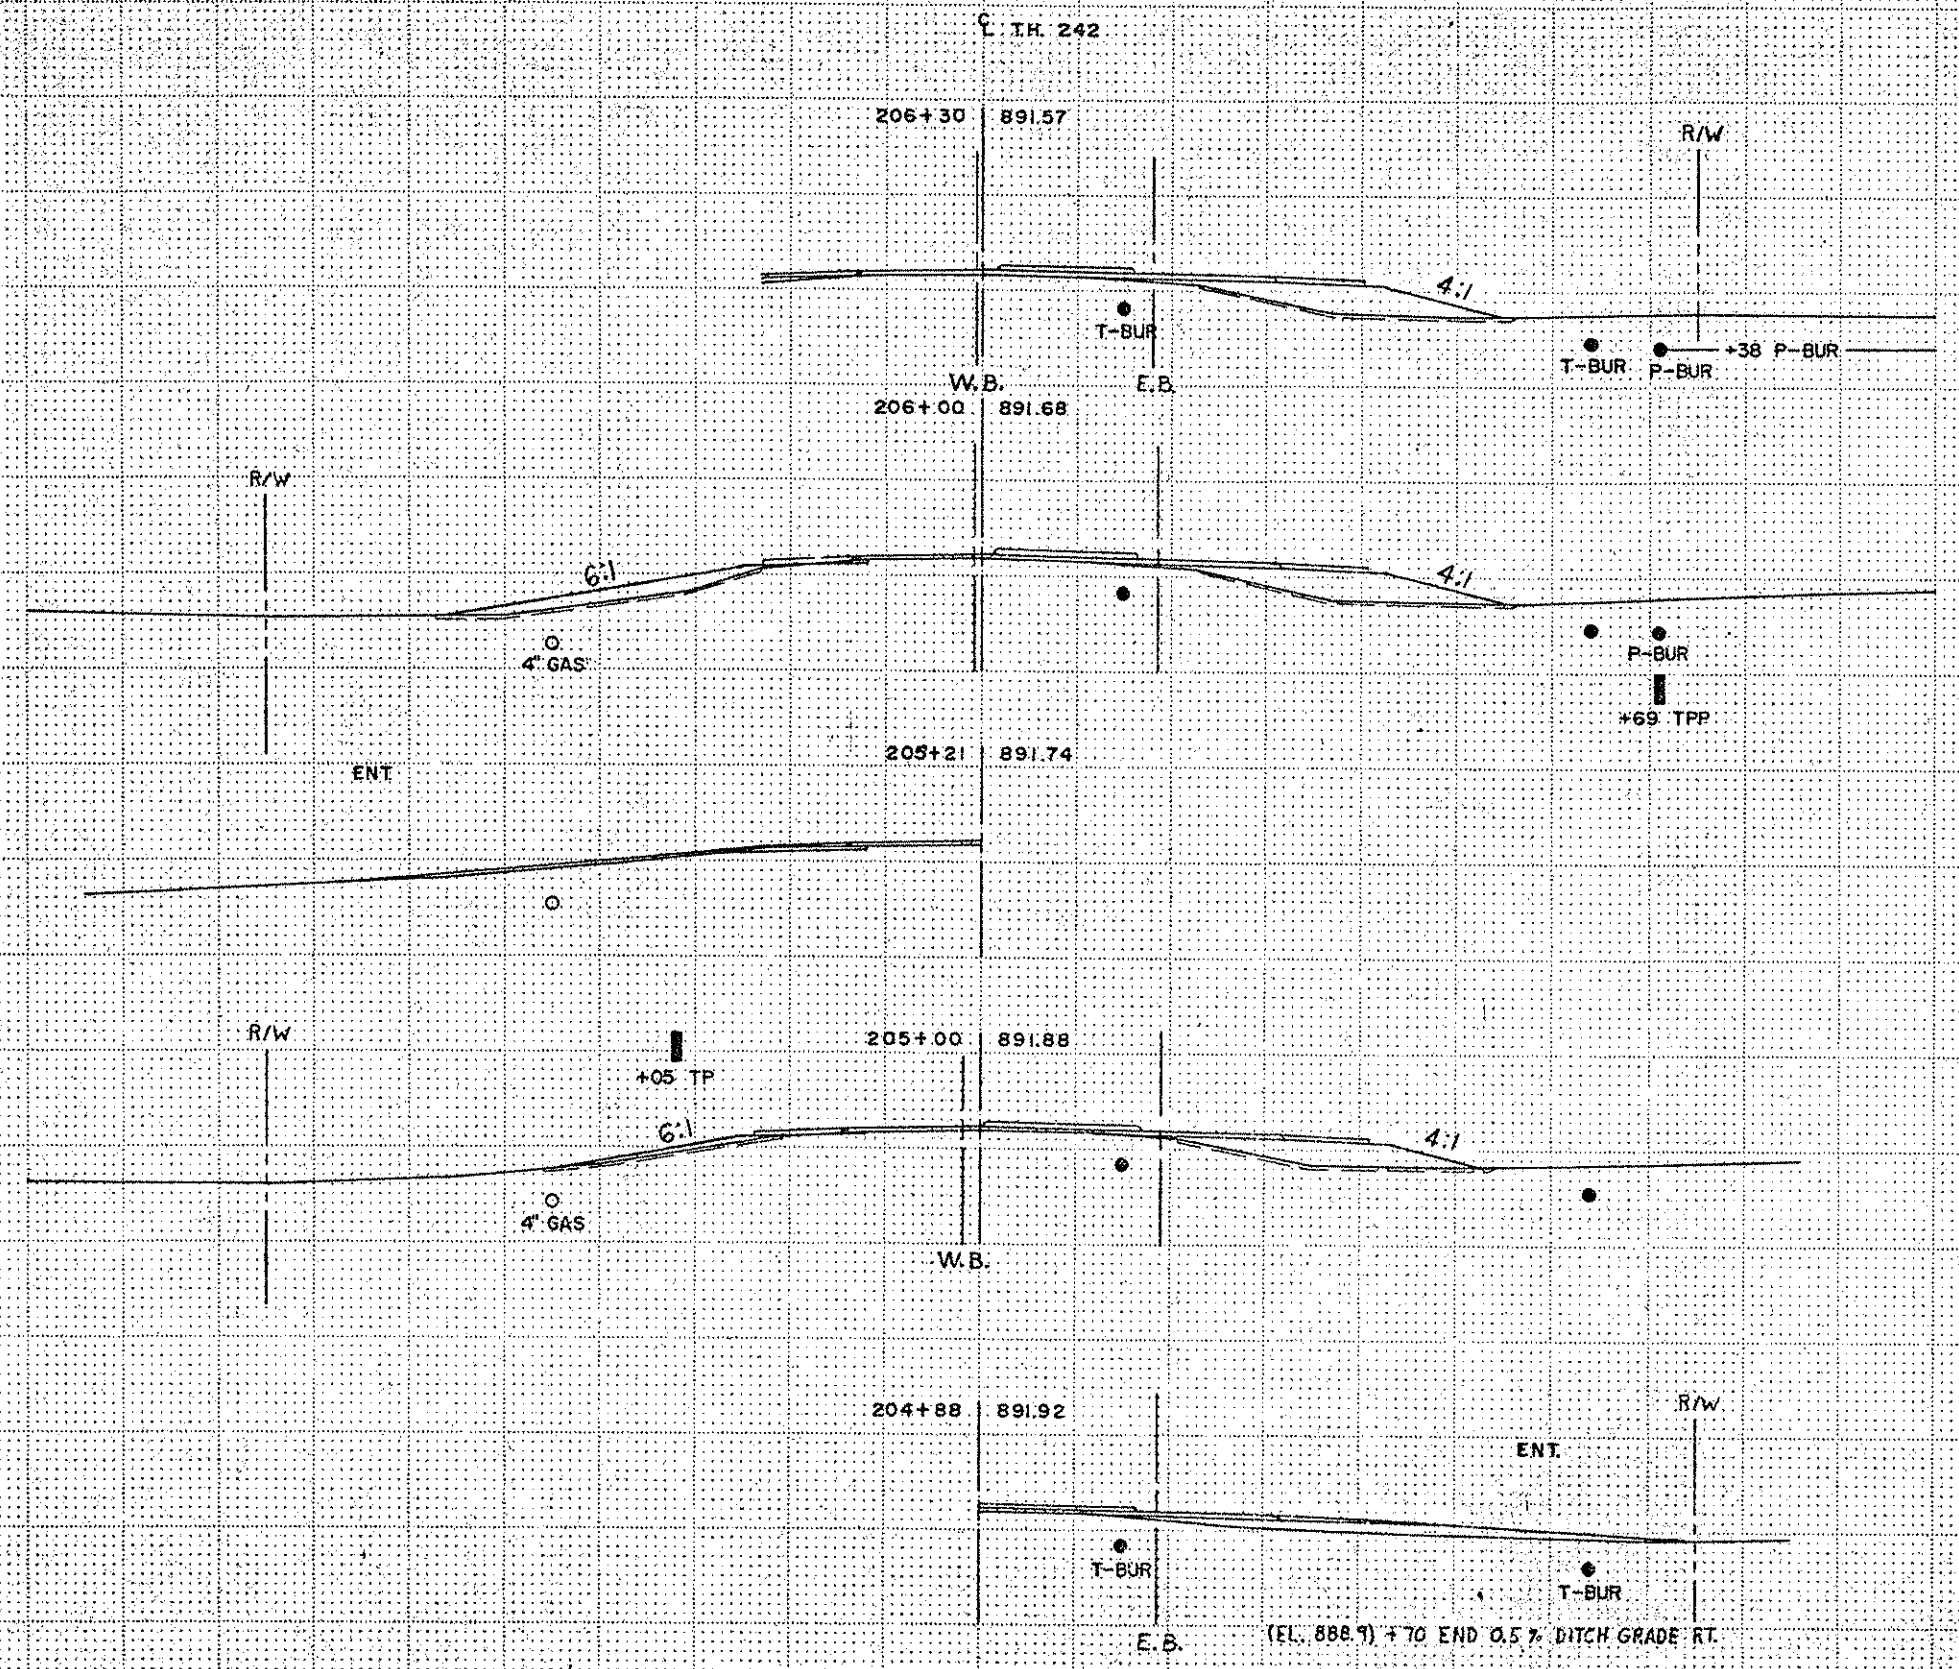 ℄ T.H. 242
206+30 891.57
R/W
4:1
T-BUR
T-BUR
P-BUR
+38 P-BUR
W.B.
E.B.
206+00 891.68
R/W
6:1
4:1
4" GAS
P-BUR
+69 TPP
205+21 891.74
ENT.
R/W
+05 TP
205+00 891.88
6:1
4:1
4" GAS
W.B.
204+88 891.92
R/W
ENT.
T-BUR
T-BUR
E.B.
(EL. 888.9) +70 END 0.5% DITCH GRADE RT.